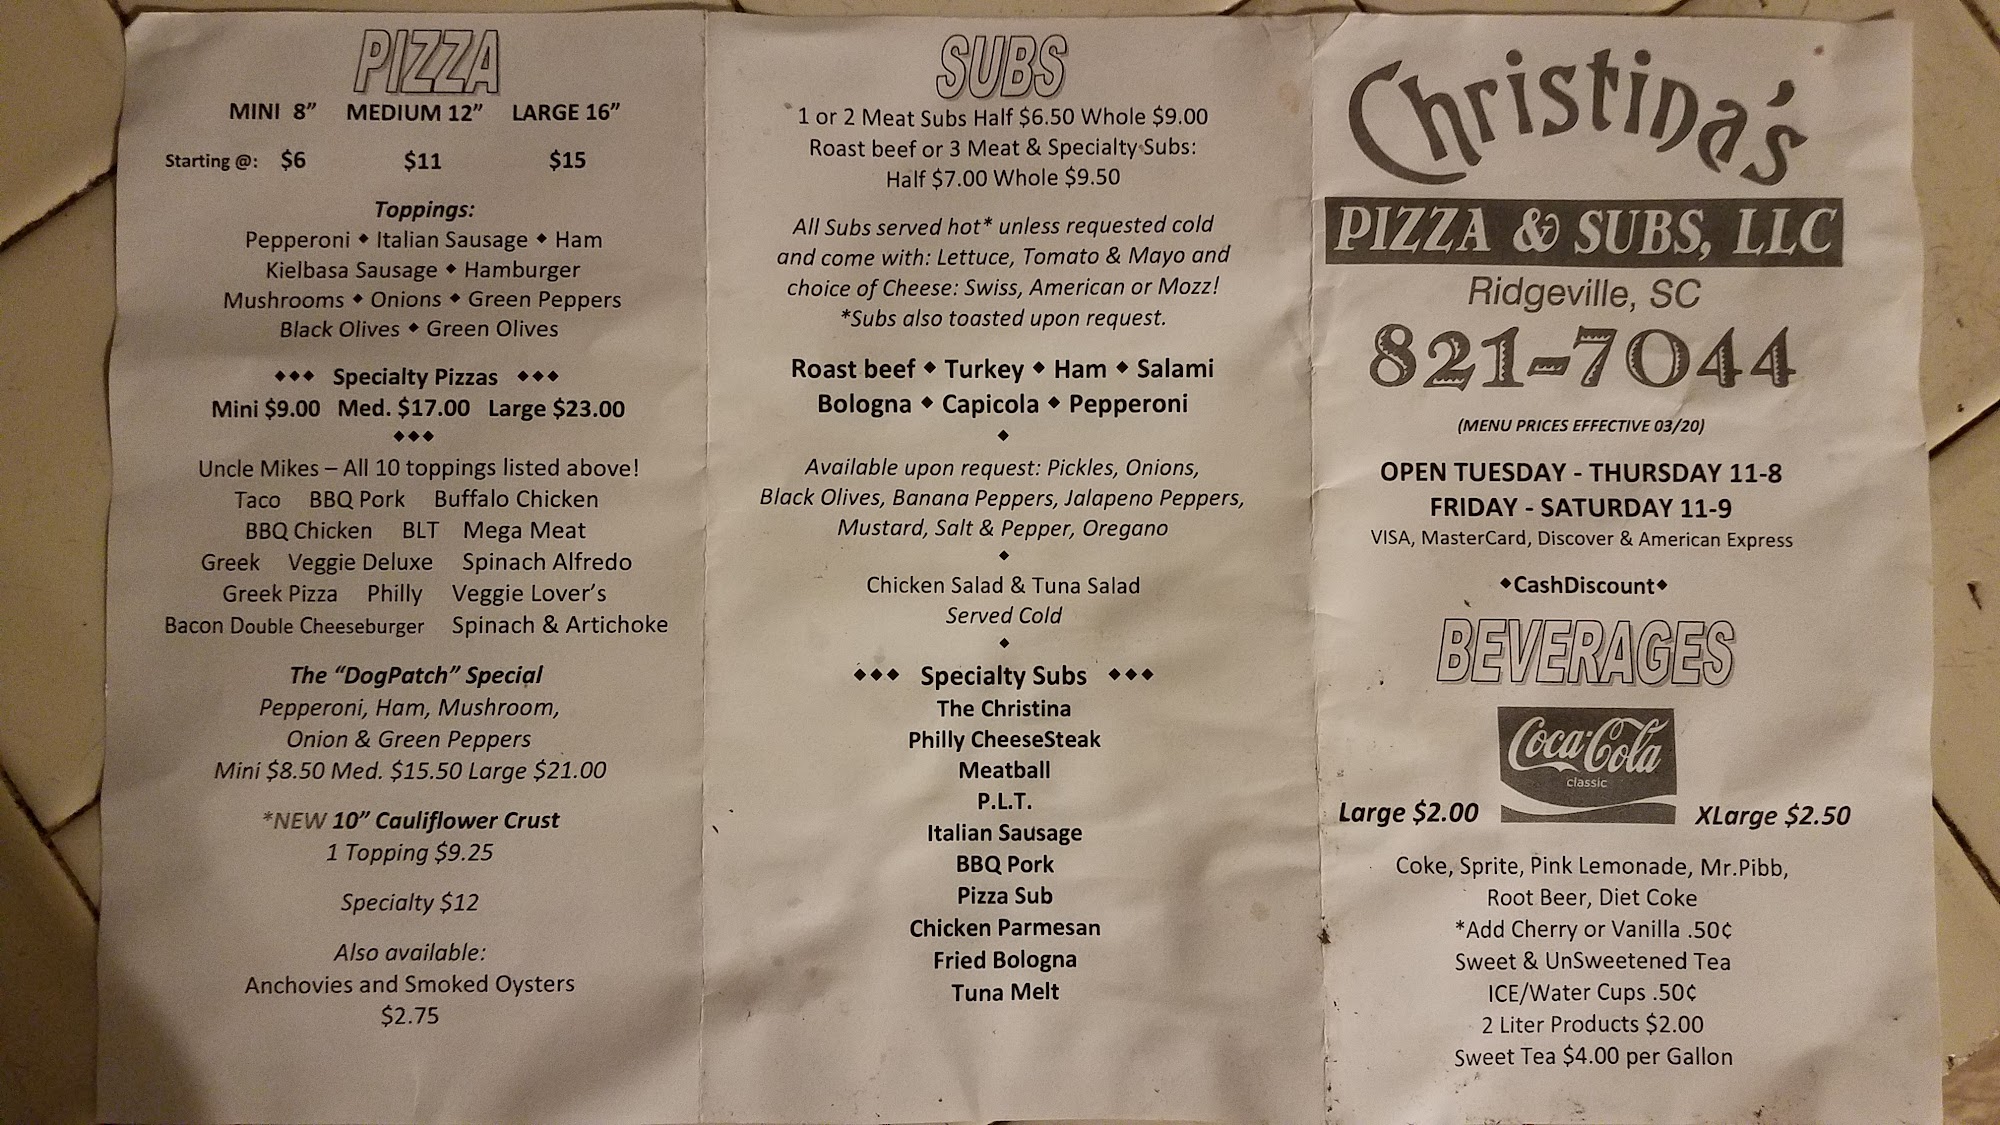 PIZZA
MINI 8” MEDIUM 12” LARGE 16”
Starting @: $6 $11 $15
Toppings:
Pepperoni ◆ Italian Sausage ◆ Ham
Kielbasa Sausage ◆ Hamburger
Mushrooms ◆ Onions ◆ Green Peppers
Black Olives ◆ Green Olives
◆◆◆ Specialty Pizzas ◆◆◆
Mini $9.00 Med. $17.00 Large $23.00
◆◆◆
Uncle Mikes – All 10 toppings listed above!
Taco BBQ Pork Buffalo Chicken
BBQ Chicken BLT Mega Meat
Greek Veggie Deluxe Spinach Alfredo
Greek Pizza Philly Veggie Lover’s
Bacon Double Cheeseburger Spinach & Artichoke
The “DogPatch” Special
Pepperoni, Ham, Mushroom,
Onion & Green Peppers
Mini $8.50 Med. $15.50 Large $21.00
*NEW 10” Cauliflower Crust
1 Topping $9.25
Specialty $12
Also available:
Anchovies and Smoked Oysters
$2.75
SUBS
1 or 2 Meat Subs Half $6.50 Whole $9.00
Roast beef or 3 Meat & Specialty Subs:
Half $7.00 Whole $9.50
All Subs served hot* unless requested cold
and come with: Lettuce, Tomato & Mayo and
choice of Cheese: Swiss, American or Mozz!
*Subs also toasted upon request.
Roast beef ◆ Turkey ◆ Ham ◆ Salami
Bologna ◆ Capicola ◆ Pepperoni
◆
Available upon request: Pickles, Onions,
Black Olives, Banana Peppers, Jalapeno Peppers,
Mustard, Salt & Pepper, Oregano
◆
Chicken Salad & Tuna Salad
Served Cold
◆
◆◆◆ Specialty Subs ◆◆◆
The Christina
Philly CheeseSteak
Meatball
P.L.T.
Italian Sausage
BBQ Pork
Pizza Sub
Chicken Parmesan
Fried Bologna
Tuna Melt
Christina's
PIZZA & SUBS, LLC
Ridgeville, SC
821-7044
(MENU PRICES EFFECTIVE 03/20)
OPEN TUESDAY - THURSDAY 11-8
FRIDAY - SATURDAY 11-9
VISA, MasterCard, Discover & American Express
◆CashDiscount◆
BEVERAGES
Coca-Cola
classic
Large $2.00 XLarge $2.50
Coke, Sprite, Pink Lemonade, Mr.Pibb,
Root Beer, Diet Coke
*Add Cherry or Vanilla .50¢
Sweet & UnSweetened Tea
ICE/Water Cups .50¢
2 Liter Products $2.00
Sweet Tea $4.00 per Gallon